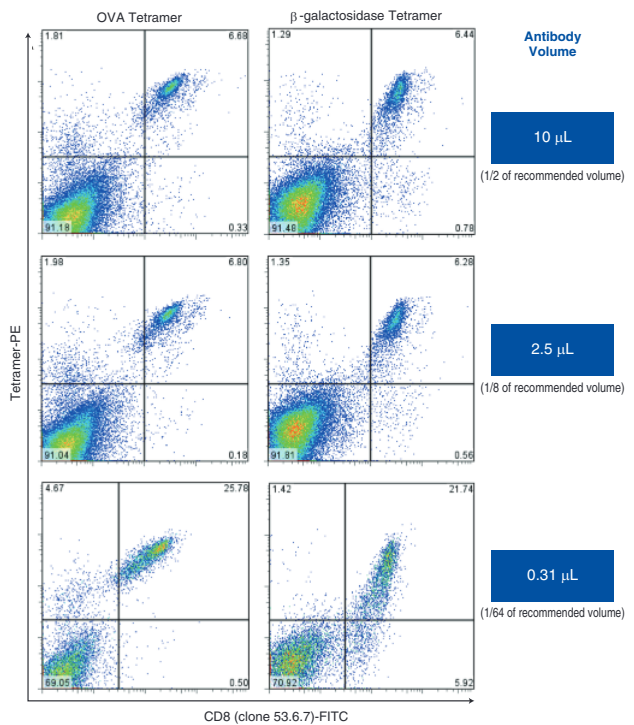 OVA Tetramer
β-galactosidase Tetramer
Antibody
Volume
1.81
6.68
91.18
0.33
1.29
6.44
91.48
0.78
10 µL
(1/2 of recommended volume)
1.98
6.80
91.04
0.18
1.35
6.28
91.81
0.56
2.5 µL
(1/8 of recommended volume)
Tetramer-PE
4.67
25.78
69.05
0.50
1.42
21.74
70.92
5.92
0.31 µL
(1/64 of recommended volume)
CD8 (clone 53.6.7)-FITC